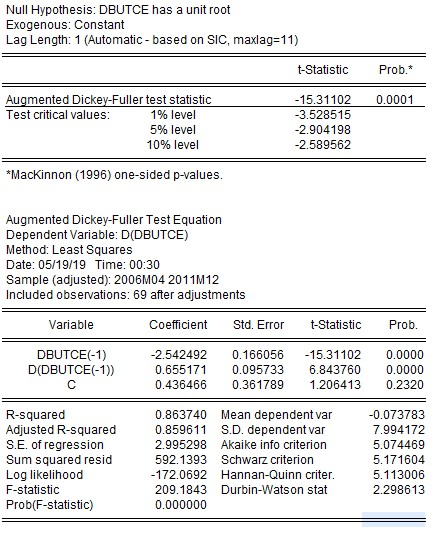 Null Hypothesis: DBUTCE has a unit root
Exogenous: Constant
Lag Length: 1 (Automatic - based on SIC, maxlag=11)
t-Statistic Prob.*
Augmented Dickey-Fuller test statistic -15.31102 0.0001
Test critical values: 1% level -3.528515
5% level -2.904198
10% level -2.589562
*MacKinnon (1996) one-sided p-values.
Augmented Dickey-Fuller Test Equation
Dependent Variable: D(DBUTCE)
Method: Least Squares
Date: 05/19/19 Time: 00:30
Sample (adjusted): 2006M04 2011M12
Included observations: 69 after adjustments
Variable Coefficient Std. Error t-Statistic Prob.
DBUTCE(-1) -2.542492 0.166056 -15.31102 0.0000
D(DBUTCE(-1)) 0.655171 0.095733 6.843760 0.0000
C 0.436466 0.361789 1.206413 0.2320
R-squared 0.863740 Mean dependent var -0.073783
Adjusted R-squared 0.859611 S.D. dependent var 7.994172
S.E. of regression 2.995298 Akaike info criterion 5.074469
Sum squared resid 592.1393 Schwarz criterion 5.171604
Log likelihood -172.0692 Hannan-Quinn criter. 5.113006
F-statistic 209.1843 Durbin-Watson stat 2.298613
Prob(F-statistic) 0.000000